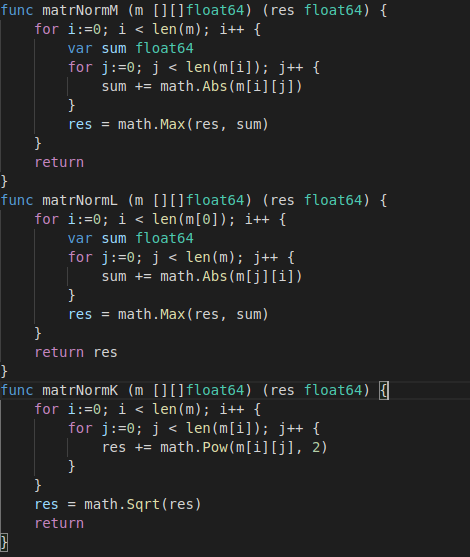 func matrNormM (m [][]float64) (res float64) {
    for i:=0; i < len(m); i++ {
        var sum float64
        for j:=0; j < len(m[i]); j++ {
            sum += math.Abs(m[i][j])
        }
        res = math.Max(res, sum)
    }
    return
}
func matrNormL (m [][]float64) (res float64) {
    for i:=0; i < len(m[0]); i++ {
        var sum float64
        for j:=0; j < len(m); j++ {
            sum += math.Abs(m[j][i])
        }
        res = math.Max(res, sum)
    }
    return res
}
func matrNormK (m [][]float64) (res float64) {
    for i:=0; i < len(m); i++ {
        for j:=0; j < len(m[i]); j++ {
            res += math.Pow(m[i][j], 2)
        }
    }
    res = math.Sqrt(res)
    return
}